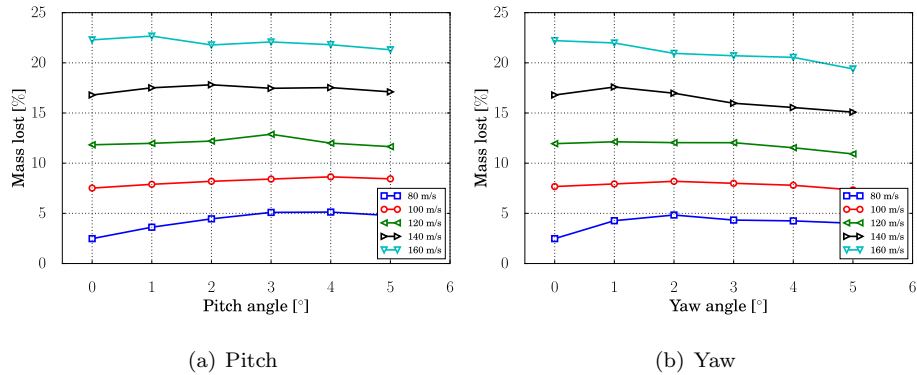 25
20
15
10
5
0
Mass lost [%]
0 1 2 3 4 5 6
Pitch angle [°]
80 m/s
100 m/s
120 m/s
140 m/s
160 m/s
(a) Pitch
25
20
15
10
5
0
Mass lost [%]
0 1 2 3 4 5 6
Yaw angle [°]
80 m/s
100 m/s
120 m/s
140 m/s
160 m/s
(b) Yaw